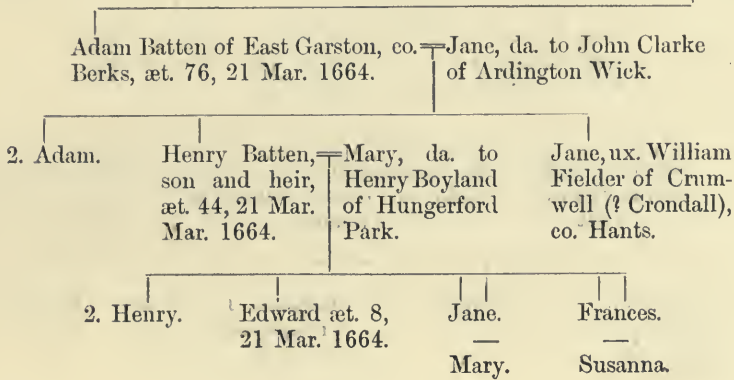 Adam Batten of East Garston, co.
Berks, æt. 76, 21 Mar. 1664.
Jane, da. to John Clarke
of Ardington Wick.
2. Adam.
Henry Batten,
son and heir,
æt. 44, 21 Mar.
Mar. 1664.
Mary, da. to
Henry Boyland
of Hungerford
Park.
Jane, ux. William
Fielder of Crum-
well (? Crondall),
co. Hants.
2. Henry.
Edward æt. 8,
21 Mar. 1664.
Jane.
—
Mary.
Frances.
—
Susanna.